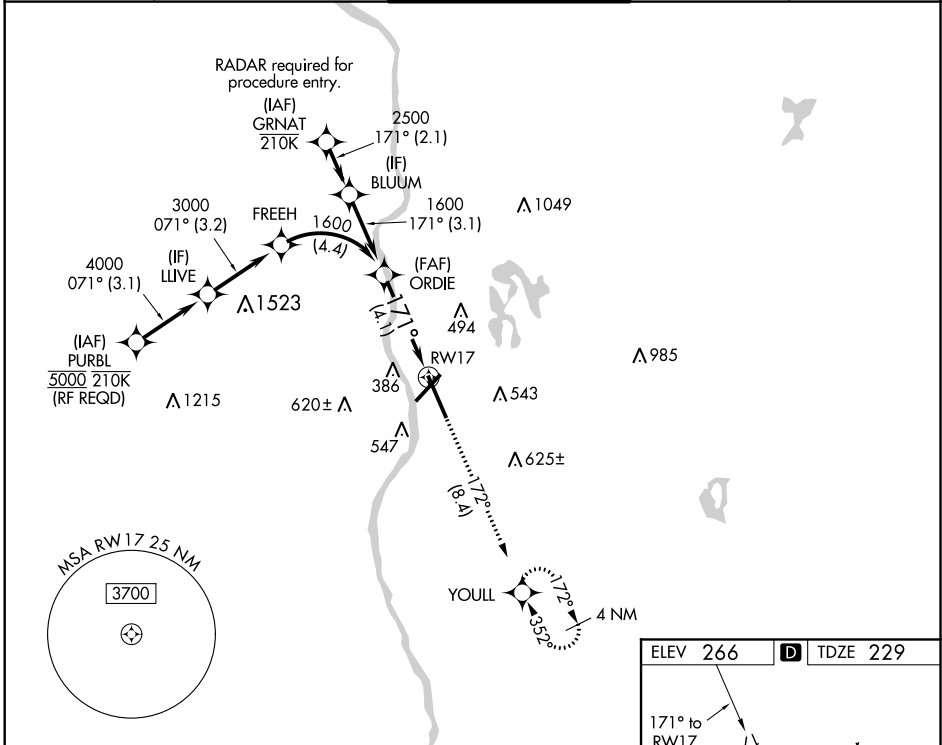 RADAR required for
procedure entry.
(IAF)
GRNAT
210K
2500
171° (2.1)
(IF)
BLUUM
1600
171° (3.1)
1049
3000
071° (3.2)
FREEH
1600
(4.4)
(FAF)
ORDIE
4000
071° (3.1)
(IF)
LLIVE
1523
171°
(4.1)
494
(IAF)
PURBL
5000 210K
(RF REQD)
RW17
985
386
1215
620±
543
547
625±
172°
(8.4)
MSA RW17 25 NM
3700
YOULL
172°
352°
4 NM
ELEV 266 D TDZE 229
171° to
RW17